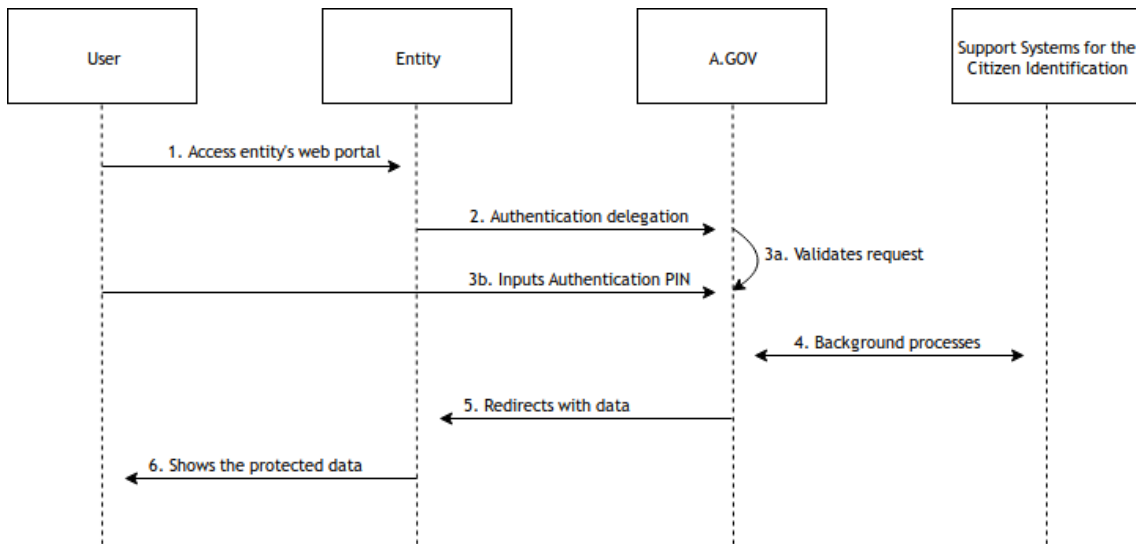 User
Entity
A.GOV
Support Systems for the
Citizen Identification
1. Access entity's web portal
2. Authentication delegation
3a. Validates request
3b. Inputs Authentication PIN
4. Background processes
5. Redirects with data
6. Shows the protected data